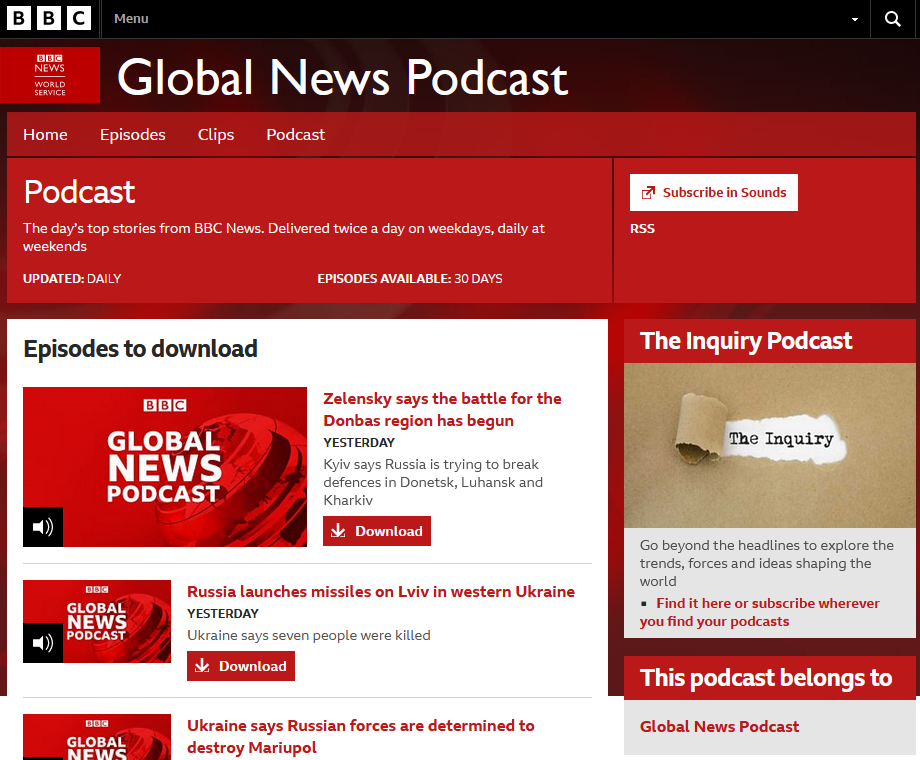 BBC
Menu
BBC
NEWS
WORLD
SERVICE
Global News Podcast
Home
Episodes
Clips
Podcast
Podcast
The day's top stories from BBC News. Delivered twice a day on weekdays, daily at
weekends
UPDATED: DAILY
EPISODES AVAILABLE: 30 DAYS
Subscribe in Sounds
RSS
Episodes to download
BBC
GLOBAL
NEWS
PODCAST
Zelensky says the battle for the
Donbas region has begun
YESTERDAY
Kyiv says Russia is trying to break
defences in Donetsk, Luhansk and
Kharkiv
Download
BBC
GLOBAL
NEWS
PODCAST
Russia launches missiles on Lviv in western Ukraine
YESTERDAY
Ukraine says seven people were killed
Download
BBC
GLOBAL
NEWS
Ukraine says Russian forces are determined to
destroy Mariupol
The Inquiry Podcast
The Inquiry
Go beyond the headlines to explore the
trends, forces and ideas shaping the
world
Find it here or subscribe wherever
you find your podcasts
This podcast belongs to
Global News Podcast